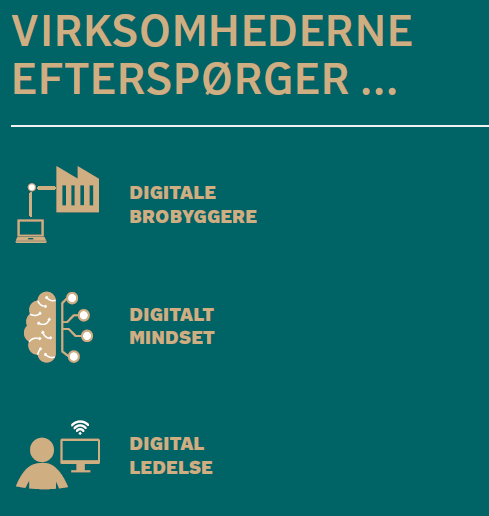 VIRKSOMHEDERNE
EFTERSPØRGER ...
DIGITALE
BROBYGGERE
DIGITALT
MINDSET
DIGITAL
LEDELSE